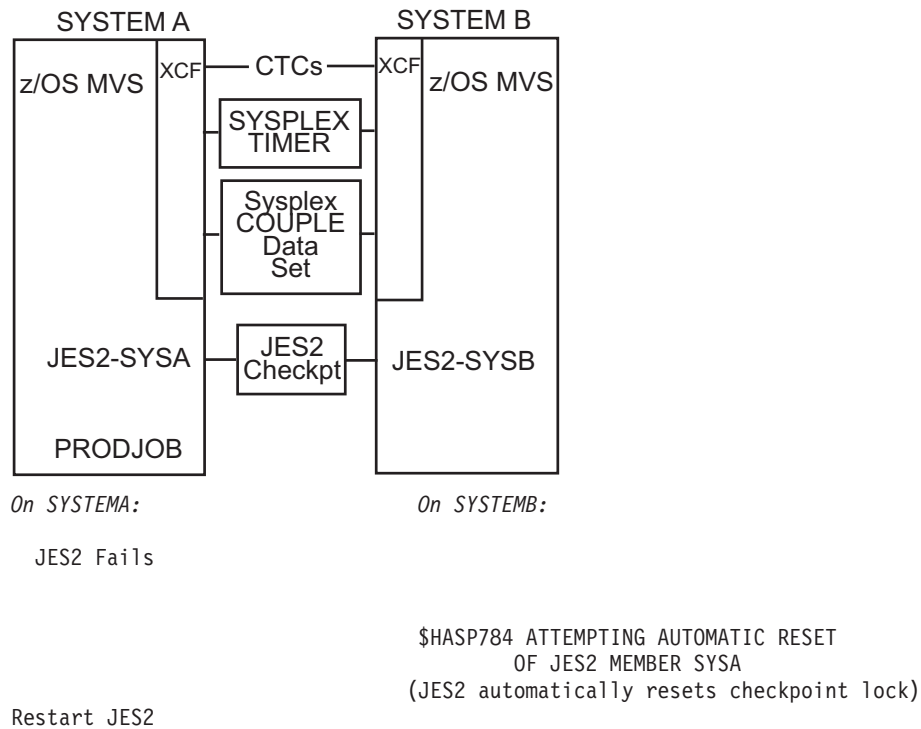 SYSTEM A
SYSTEM B
z/OS MVS
XCF
CTCs
XCF
z/OS MVS
SYSPLEX
TIMER
Sysplex
COUPLE
Data
Set
JES2-SYSA
JES2
Checkpt
JES2-SYSB
PRODJOB
On SYSTEMA:
On SYSTEMB:
JES2 Fails
$HASP784 ATTEMPTING AUTOMATIC RESET
OF JES2 MEMBER SYSA
(JES2 automatically resets checkpoint lock)
Restart JES2